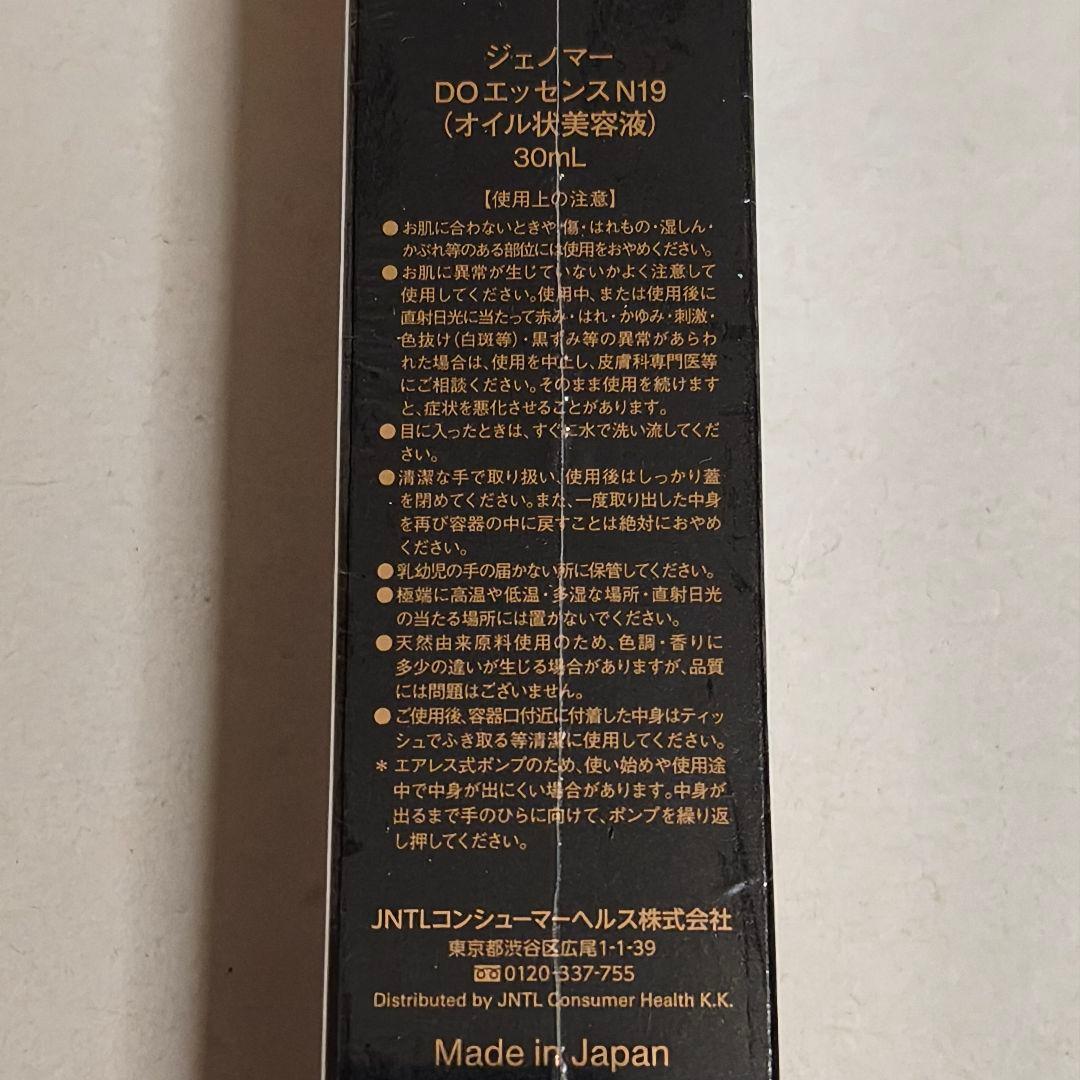 ジェノマー
DOエッセンスN19
(オイル状美容液)
30mL
【使用上の注意】
●お肌に合わないときや傷・はれもの・湿しん・
かぶれ等のある部位には使用をおやめください。
●お肌に異常が生じていないかよく注意して
使用してください。使用中、または使用後に
直射日光に当たって赤み・はれ・かゆみ・刺激・
色抜け(白斑等)・黒ずみ等の異常があらわ
れた場合は、使用を中止し、皮膚科専門医等
にご相談ください。そのまま使用を続けます
と、症状を悪化させることがあります。
●目に入ったときは、すぐに水で洗い流してくだ
さい。
●清潔な手で取り扱い、使用後はしっかり蓋
を閉めてください。また、一度取り出した中身
を再び容器の中に戻すことは絶対におやめ
ください。
●乳幼児の手の届かない所に保管してください。
●極端に高温や低温・多湿な場所・直射日光
の当たる場所には置かないでください。
●天然由来原料使用のため、色調・香りに
多少の違いが生じる場合がありますが、品質
には問題はございません。
●ご使用後、容器口付近に付着した中身はティッ
シュでふき取る等清潔に使用してください。
＊エアレス式ポンプのため、使い始めや使用途
中で中身が出にくい場合があります。中身が
出るまで手のひらに向けて、ポンプを繰り返
し押してください。
JNTLコンシューマーヘルス株式会社
東京都渋谷区広尾1-1-39
0120-337-755
Distributed by JNTL Consumer Health K.K.
Made in Japan